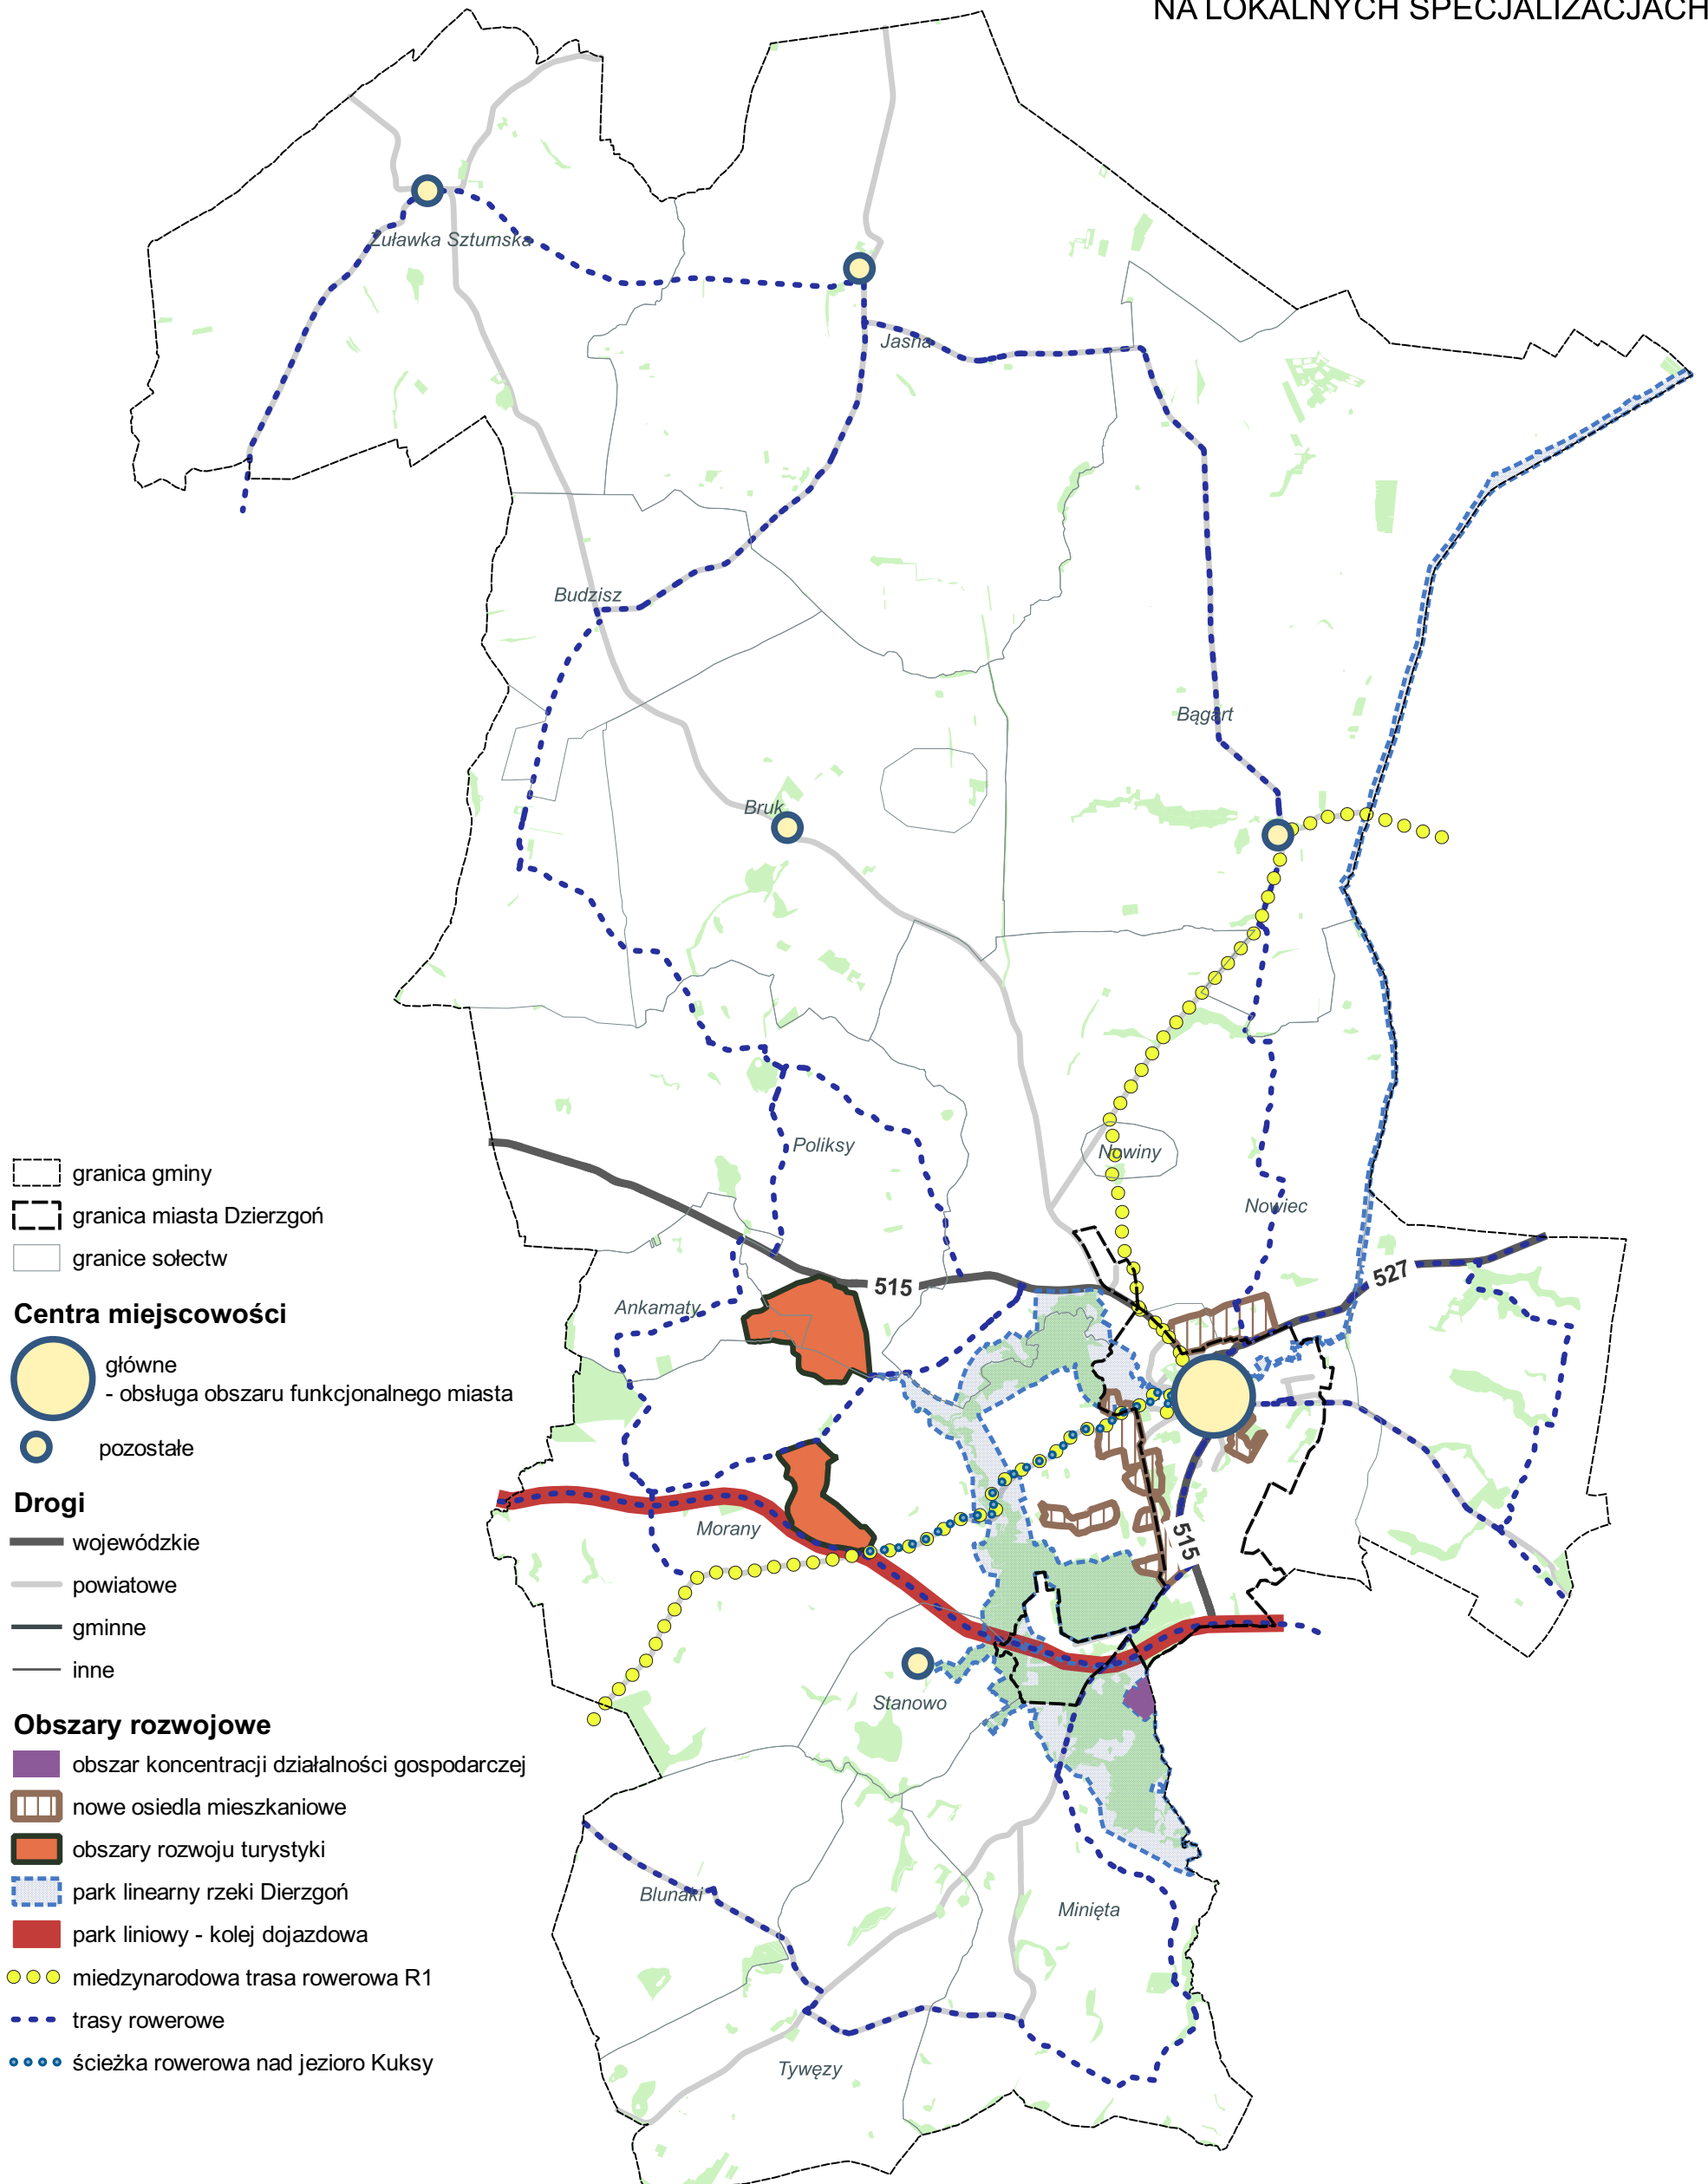 NA LOKALNYCH SPECJALIZACJACH
Żuławka Sztumska
Jasna
Budzisz
Bągart
Bruk
Poliksy
Nowiny
Nowiec
515
527
Ankamaty
515
Morany
Stanowo
Blunaki
Minięta
Tywęzy
granica gminy
granica miasta Dzierzgoń
granice sołectw
Centra miejscowości
główne
- obsługa obszaru funkcjonalnego miasta
pozostałe
Drogi
wojewódzkie
powiatowe
gminne
inne
Obszary rozwojowe
obszar koncentracji działalności gospodarczej
nowe osiedla mieszkaniowe
obszary rozwoju turystyki
park linearny rzeki Dierzgoń
park liniowy - kolej dojazdowa
miedzynarodowa trasa rowerowa R1
trasy rowerowe
ścieżka rowerowa nad jezioro Kuksy